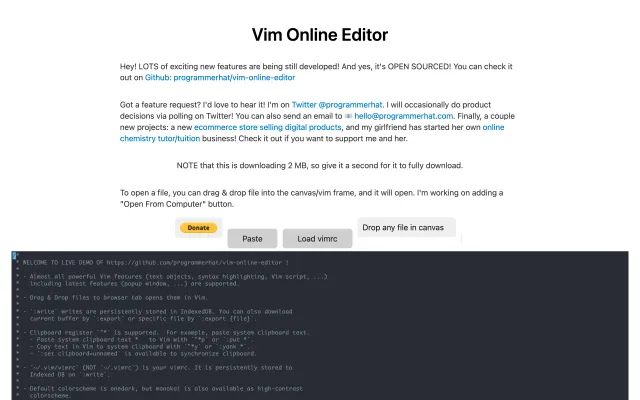 Vim Online Editor
Hey! LOTS of exciting new features are being still developed! And yes, it's OPEN SOURCED! You can check it
out on Github: programmerhat/vim-online-editor
Got a feature request? I'd love to hear it! I'm on Twitter @programmerhat. I will occasionally do product
decisions via polling on Twitter! You can also send an email to 📧 hello@programmerhat.com. Finally, a couple
new projects: a new ecommerce store selling digital products, and my girlfriend has started her own online
chemistry tutor/tuition business! Check it out if you want to support me and her.
NOTE that this is downloading 2 MB, so give it a second for it to fully download.
To open a file, you can drag & drop file into the canvas/vim frame, and it will open. I'm working on adding a
"Open From Computer" button.
Donate
Paste
Load vimrc
Drop any file in canvas
* WELCOME TO LIVE DEMO OF https://github.com/programmerhat/vim-online-editor !
*
* - Almost all powerful Vim features (text objects, syntax highlighting, Vim script, ...)
*   including latest features (popup window, ...) are supported.
*
* - Drag & Drop files to browser tab opens them in Vim.
*
* - `:write` writes are persistently stored in IndexedDB. You can also download
*   current buffer by `:export` or specific file by `:export {file}`.
*
* - Clipboard register `"*` is supported.  For example, paste system clipboard text.
*   - Paste system clipboard text *   to Vim with `"*p` or `:put *`.
*   - Copy text in Vim to system clipboard with `"*y` or `:yank *`.
*   - `:set clipboard=unnamed` is available to synchronize clipboard.
*
* - `~/.vim/vimrc` (NOT `~/.vimrc`) is your vimrc. It is persistently stored to
*   Indexed DB on `:write`.
*
* - Default colorscheme is onedark, but monokai is also available as high-contrast
*   colorscheme.